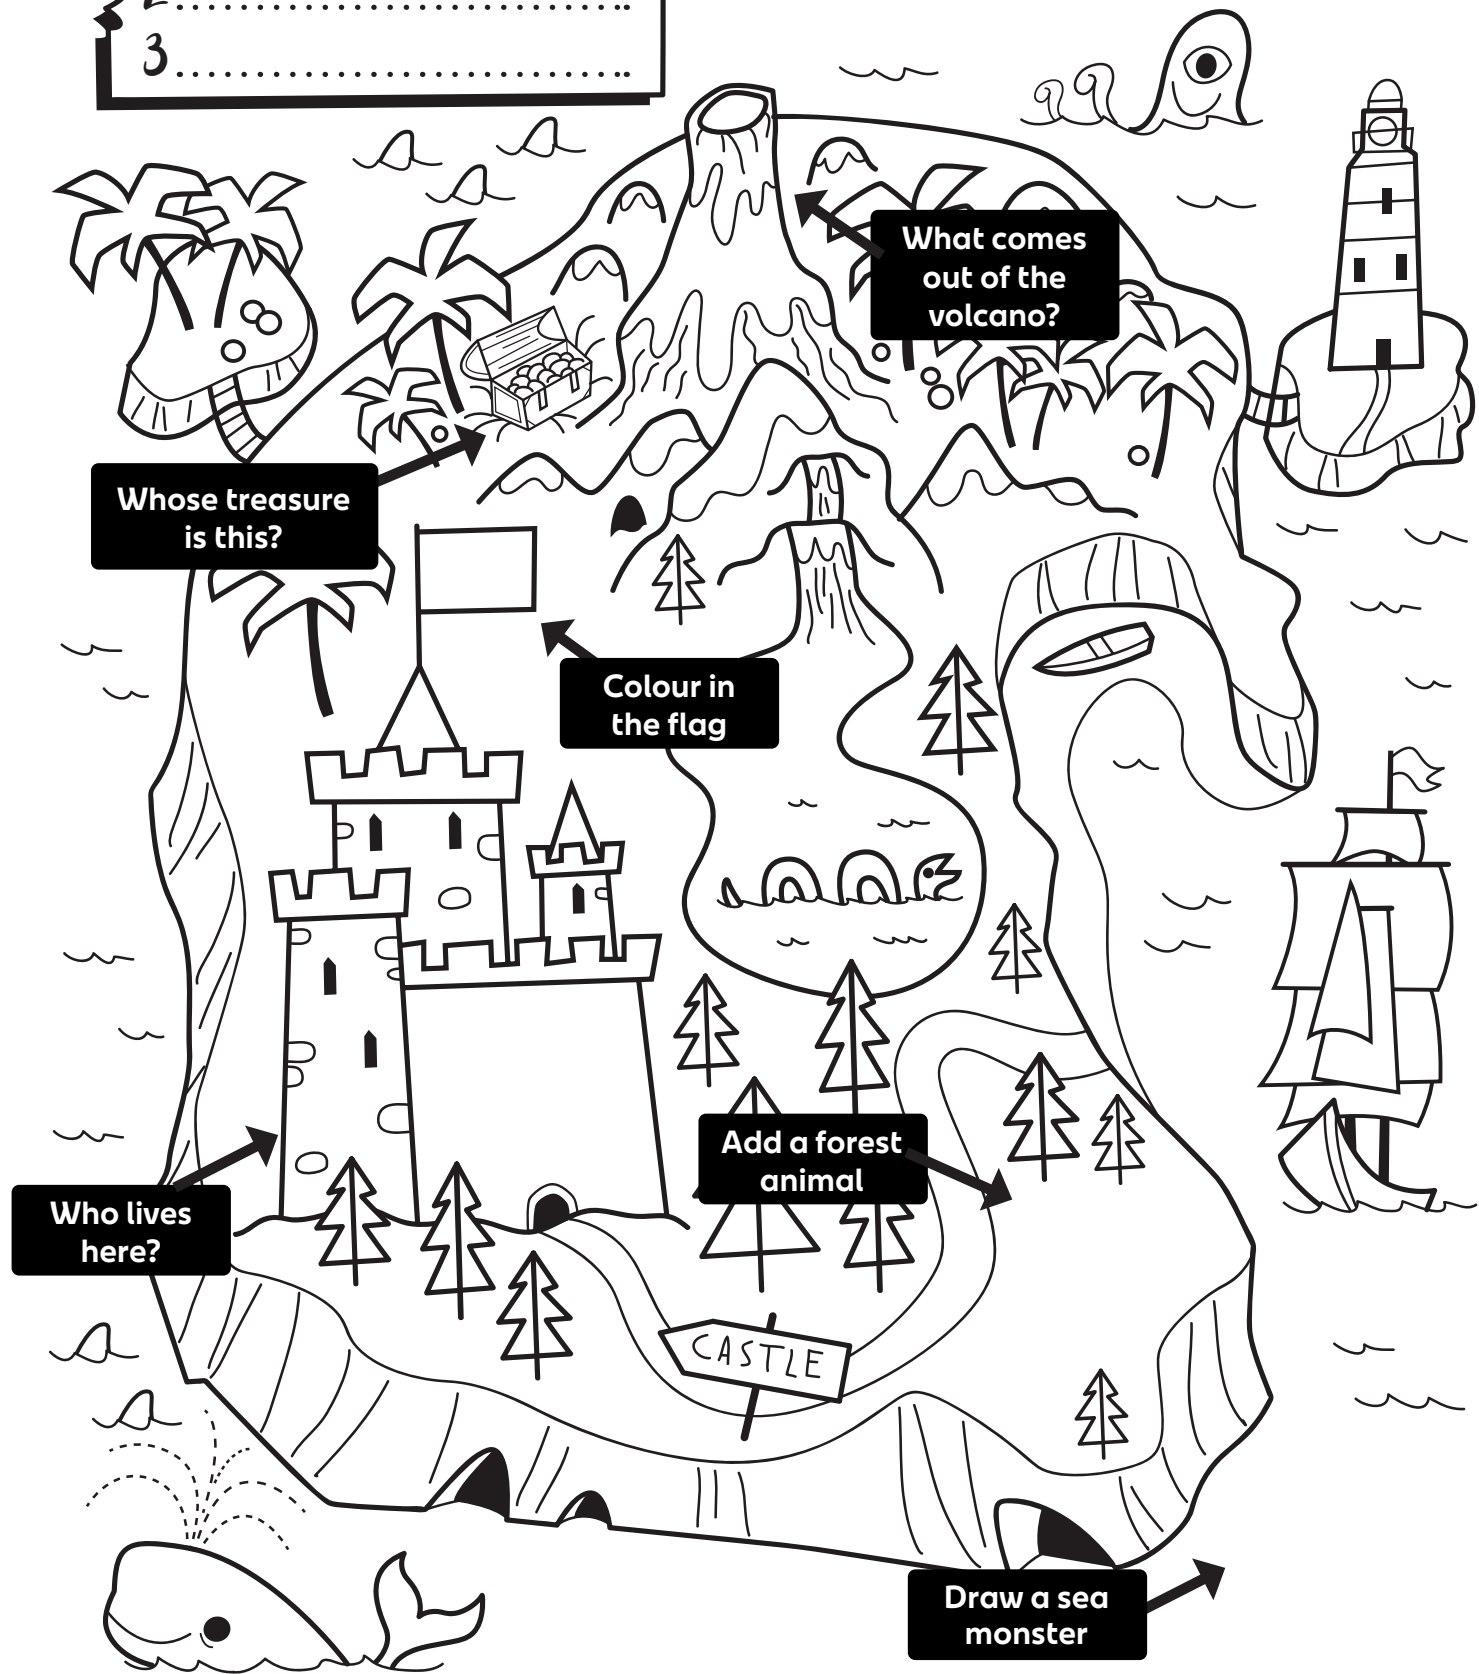 3
What comes
out of the
volcano?
Whose treasure
is this?
Colour in
the flag
Add a forest
animal
Who lives
here?
CASTLE
Draw a sea
monster